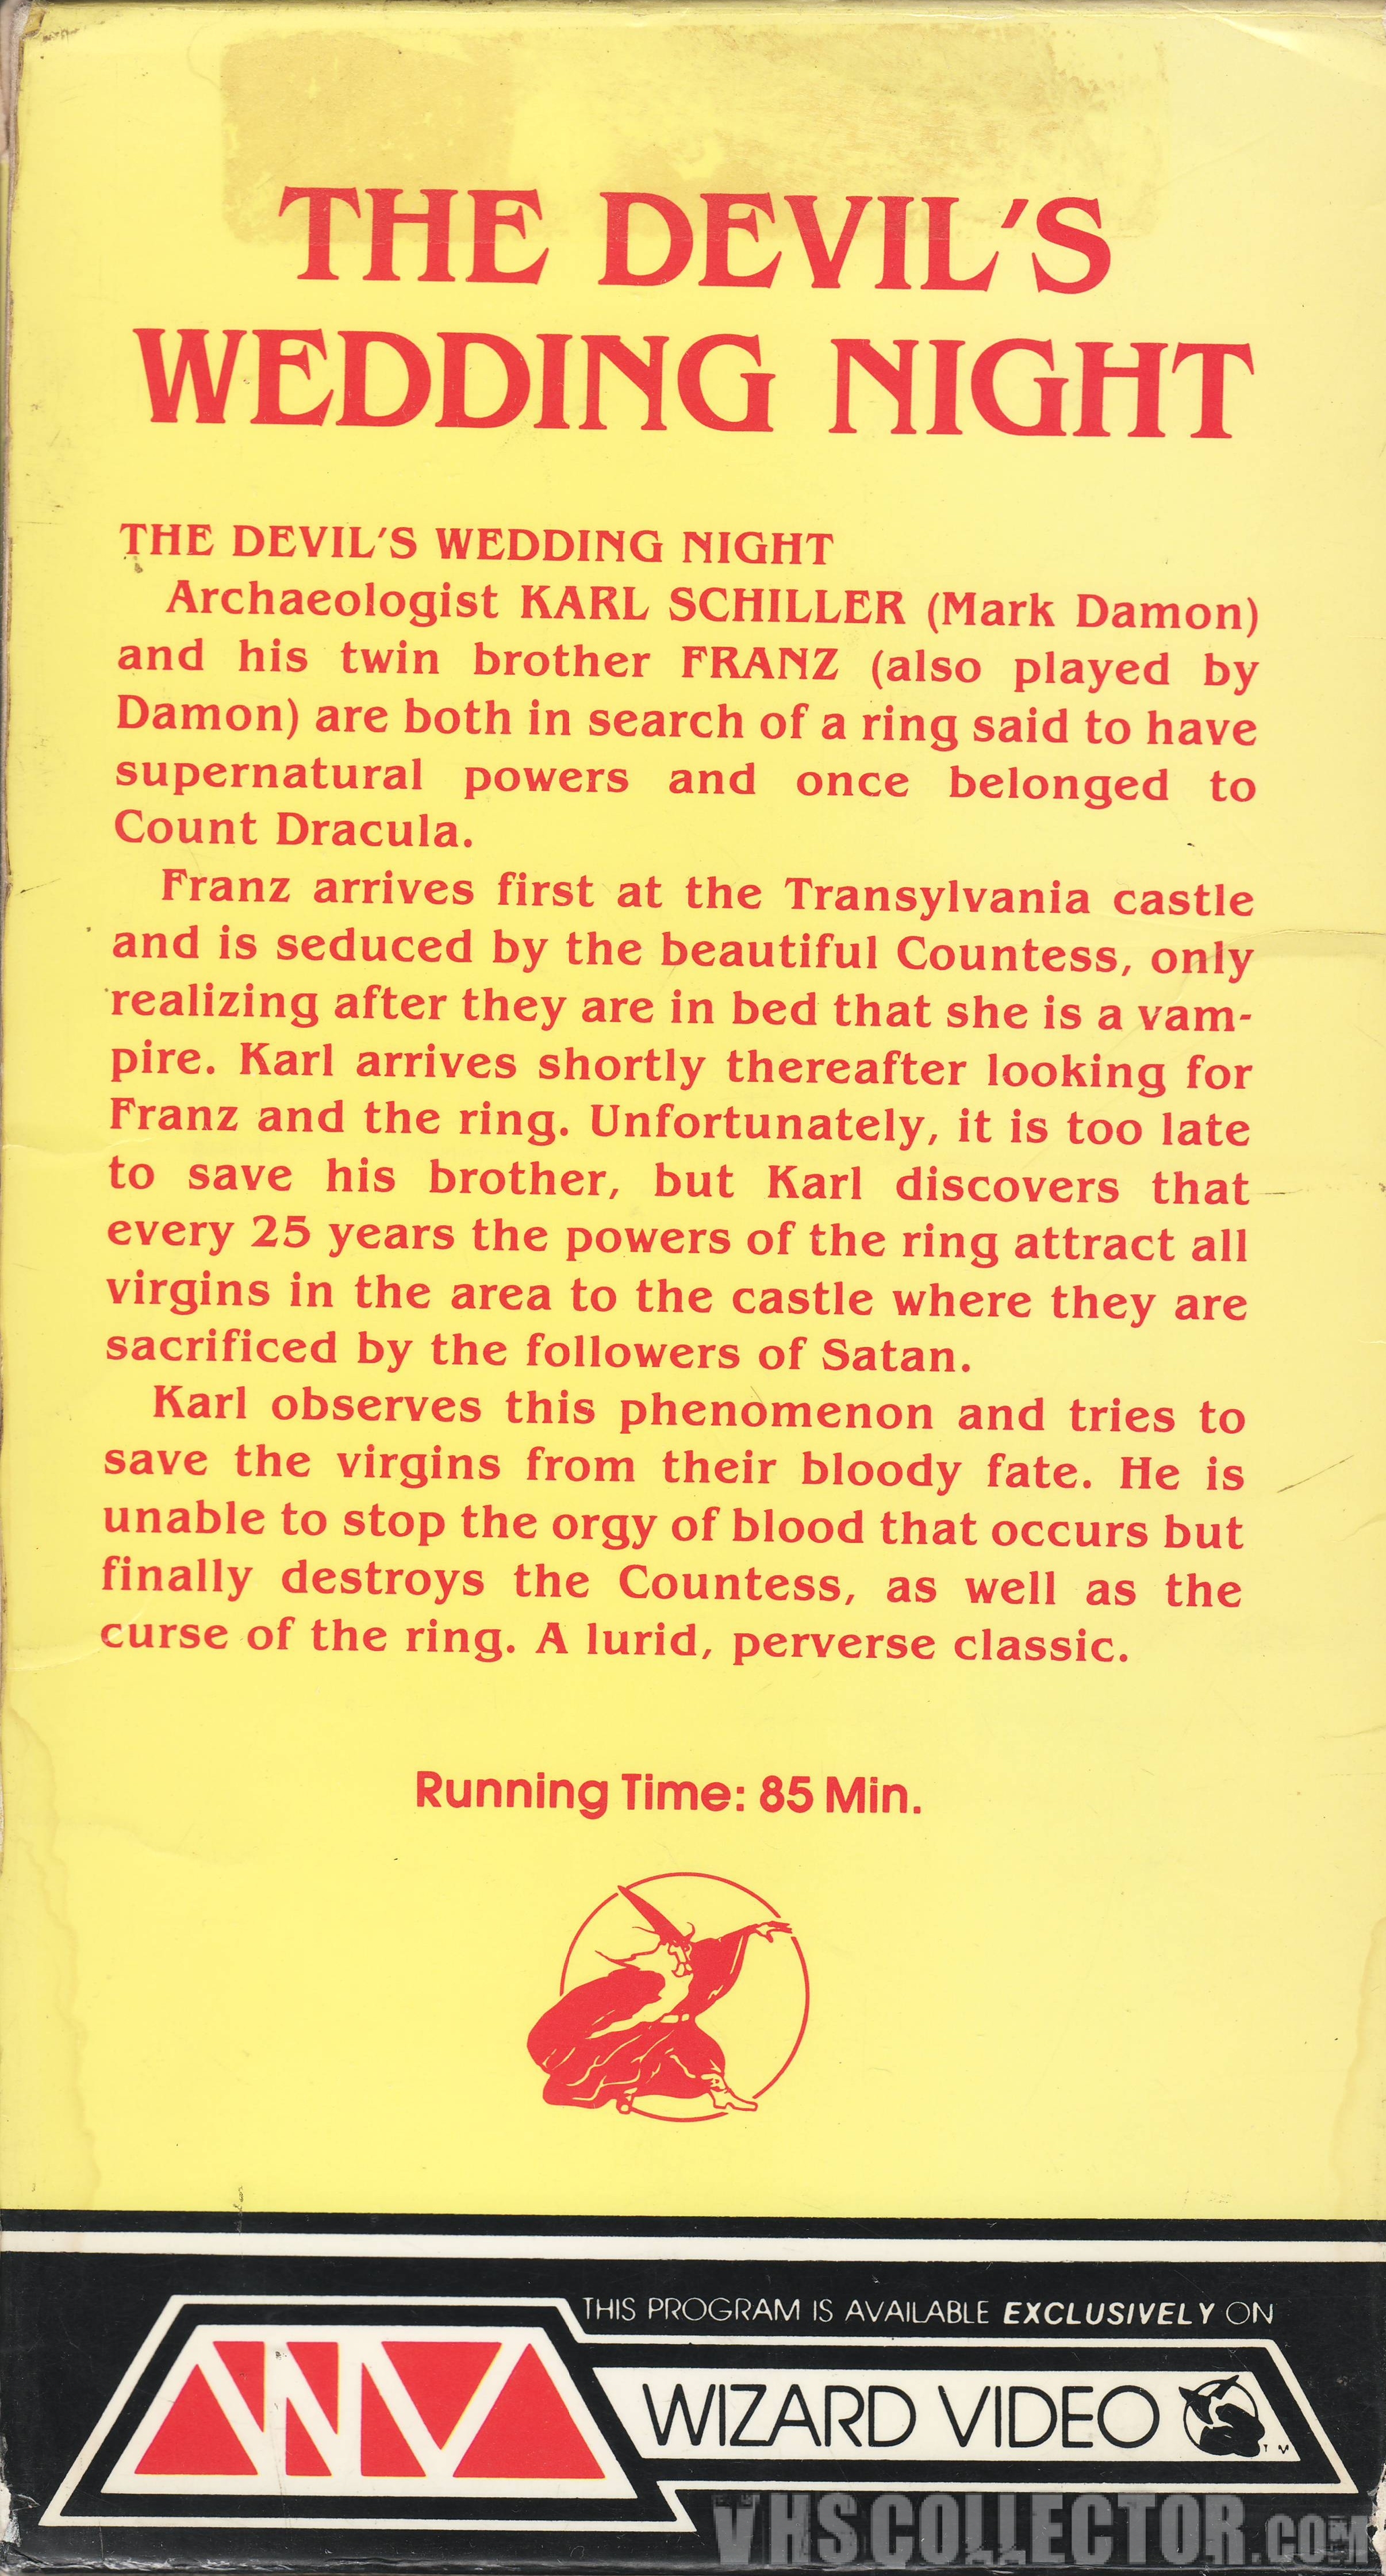 THE DEVIL'S
WEDDING NIGHT
THE DEVIL'S WEDDING NIGHT
Archaeologist KARL SCHILLER (Mark Damon)
and his twin brother FRANZ (also played by
Damon) are both in search of a ring said to have
supernatural powers and once belonged to
Count Dracula.
Franz arrives first at the Transylvania castle
and is seduced by the beautiful Countess, only
realizing after they are in bed that she is a vam-
pire. Karl arrives shortly thereafter looking for
Franz and the ring. Unfortunately, it is too late
to save his brother, but Karl discovers that
every 25 years the powers of the ring attract all
virgins in the area to the castle where they are
sacrificed by the followers of Satan.
Karl observes this phenomenon and tries to
save the virgins from their bloody fate. He is
unable to stop the orgy of blood that occurs but
finally destroys the Countess, as well as the
curse of the ring. A lurid, perverse classic.
Running Time: 85 Min.
THIS PROGRAM IS AVAILABLE EXCLUSIVELY ON
WIZARD VIDEO
TM
VHSCOLLECTOR.COM